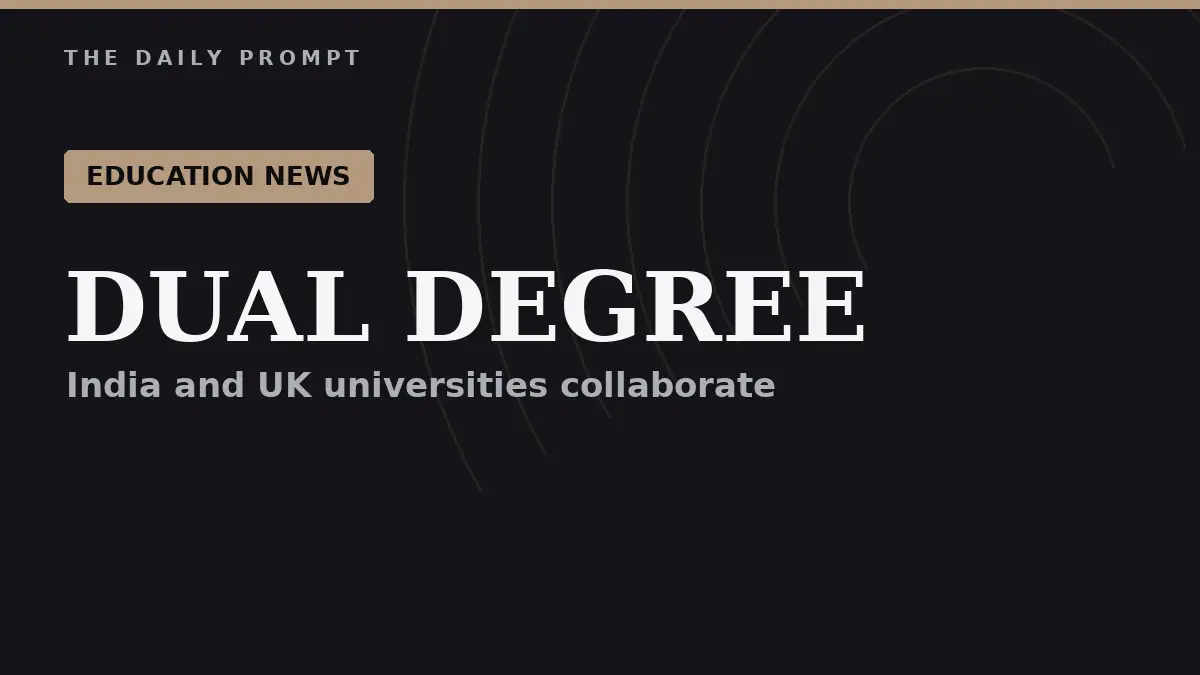 THE DAILY PROMPT
EDUCATION NEWS
DUAL DEGREE
India and UK universities collaborate